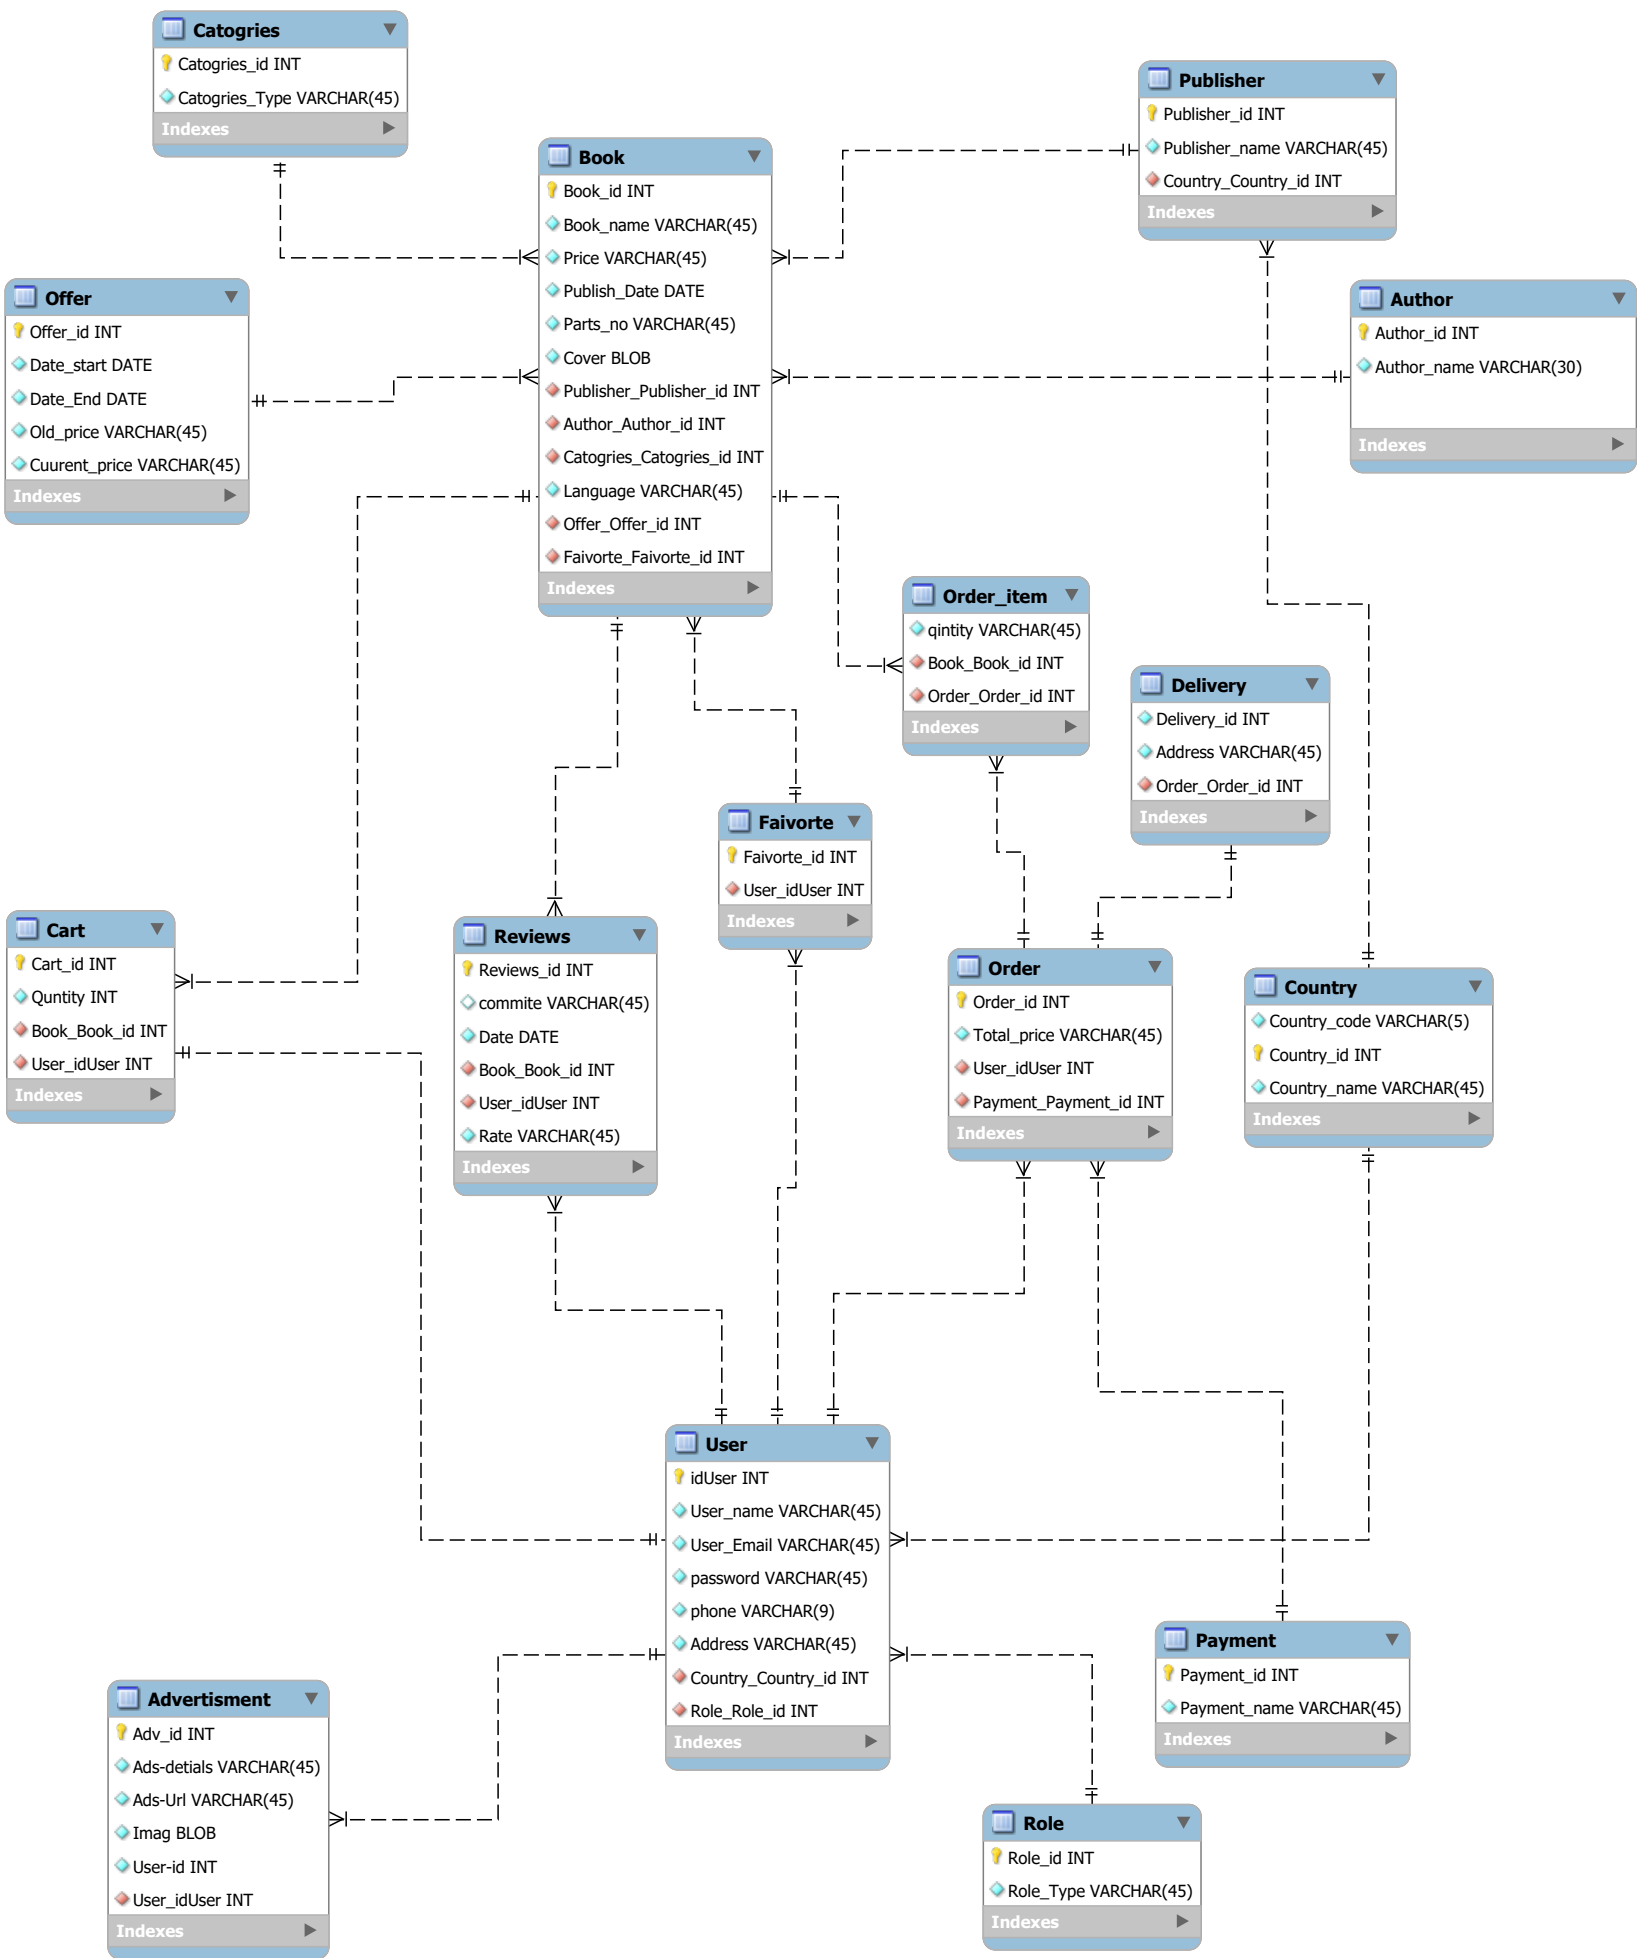 Catogries
Catogries_id INT
Catogries_Type VARCHAR(45)
Indexes
Publisher
Publisher_id INT
Publisher_name VARCHAR(45)
Country_Country_id INT
Indexes
Book
Book_id INT
Book_name VARCHAR(45)
Price VARCHAR(45)
Publish_Date DATE
Parts_no VARCHAR(45)
Cover BLOB
Publisher_Publisher_id INT
Author_Author_id INT
Catogries_Catogries_id INT
Language VARCHAR(45)
Offer_Offer_id INT
Faivorte_Faivorte_id INT
Indexes
Offer
Offer_id INT
Date_start DATE
Date_End DATE
Old_price VARCHAR(45)
Cuurent_price VARCHAR(45)
Indexes
Author
Author_id INT
Author_name VARCHAR(30)
Indexes
Order_item
qintity VARCHAR(45)
Book_Book_id INT
Order_Order_id INT
Indexes
Delivery
Delivery_id INT
Address VARCHAR(45)
Order_Order_id INT
Indexes
Faivorte
Faivorte_id INT
User_idUser INT
Indexes
Cart
Cart_id INT
Quntity INT
Book_Book_id INT
User_idUser INT
Indexes
Reviews
Reviews_id INT
commite VARCHAR(45)
Date DATE
Book_Book_id INT
User_idUser INT
Rate VARCHAR(45)
Indexes
Order
Order_id INT
Total_price VARCHAR(45)
User_idUser INT
Payment_Payment_id INT
Indexes
Country
Country_code VARCHAR(5)
Country_id INT
Country_name VARCHAR(45)
Indexes
User
idUser INT
User_name VARCHAR(45)
User_Email VARCHAR(45)
password VARCHAR(45)
phone VARCHAR(9)
Address VARCHAR(45)
Country_Country_id INT
Role_Role_id INT
Indexes
Payment
Payment_id INT
Payment_name VARCHAR(45)
Indexes
Advertisment
Adv_id INT
Ads-detials VARCHAR(45)
Ads-Url VARCHAR(45)
Imag BLOB
User-id INT
User_idUser INT
Indexes
Role
Role_id INT
Role_Type VARCHAR(45)
Indexes